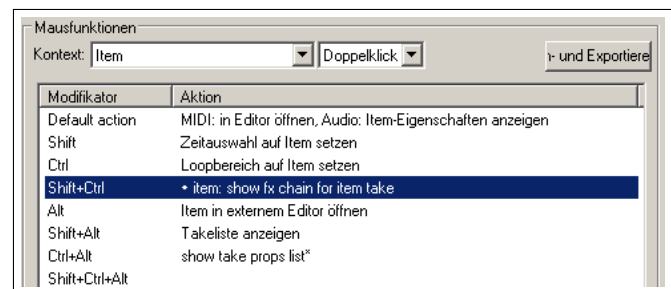 Mausfunktionen
Kontext: Item Doppelklick - und Exportiere
Modifikator Aktion
Default action MIDI: in Editor öffnen, Audio: Item-Eigenschaften anzeigen
Shift Zeitauswahl auf Item setzen
Ctrl Loopbereich auf Item setzen
Shift+Ctrl • item: show fx chain for item take
Alt Item in externem Editor öffnen
Shift+Alt Takeliste anzeigen
Ctrl+Alt show take props list*
Shift+Ctrl+Alt